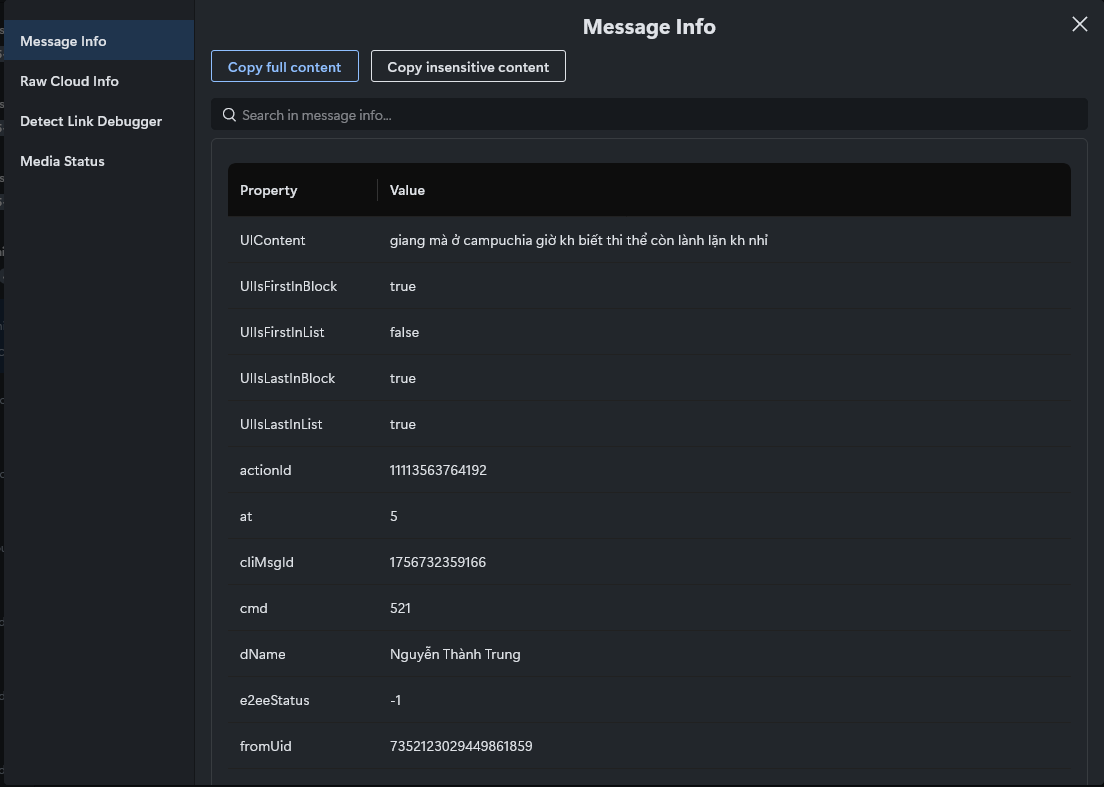 Message Info
Raw Cloud Info
Detect Link Debugger
Media Status
Message Info
Copy full content
Copy insensitive content
Search in message info...
Property Value
UIContent giang mà ở campuchia giờ kh biết thi thể còn lành lặn kh nhỉ
UIIsFirstInBlock true
UIIsFirstInList false
UIIsLastInBlock true
UIIsLastInList true
actionId 11113563764192
at 5
cliMsgId 1756732359166
cmd 521
dName Nguyễn Thành Trung
e2eeStatus -1
fromUid 7352123029449861859